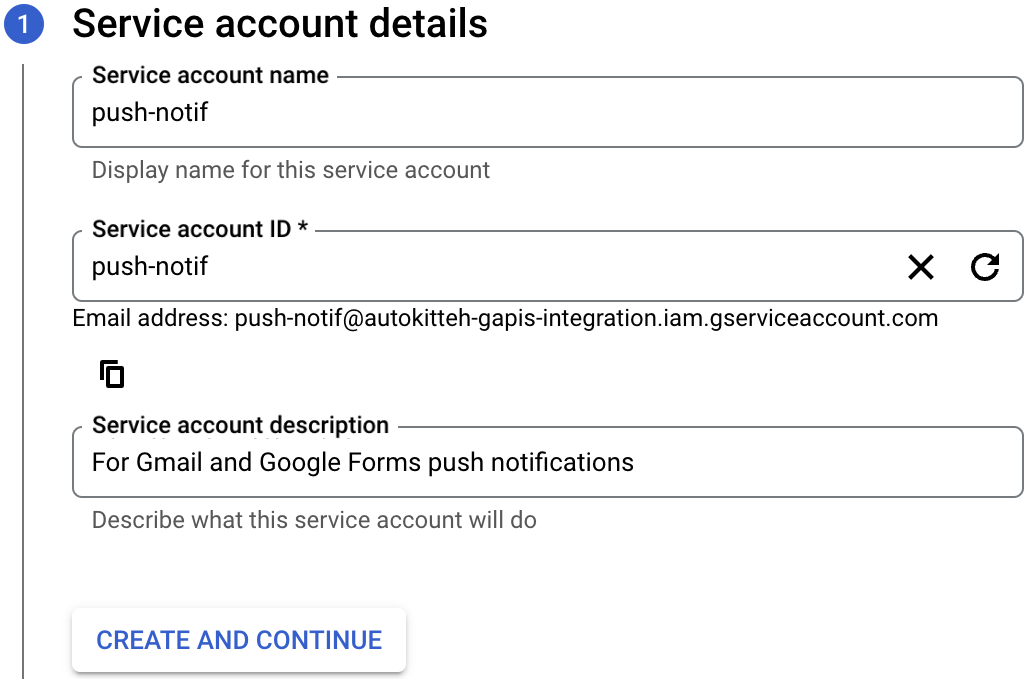 1 Service account details
Service account name
push-notif
Display name for this service account
Service account ID *
push-notif
Email address: push-notif@autokitteh-gapis-integration.iam.gserviceaccount.com
Service account description
For Gmail and Google Forms push notifications
Describe what this service account will do
CREATE AND CONTINUE